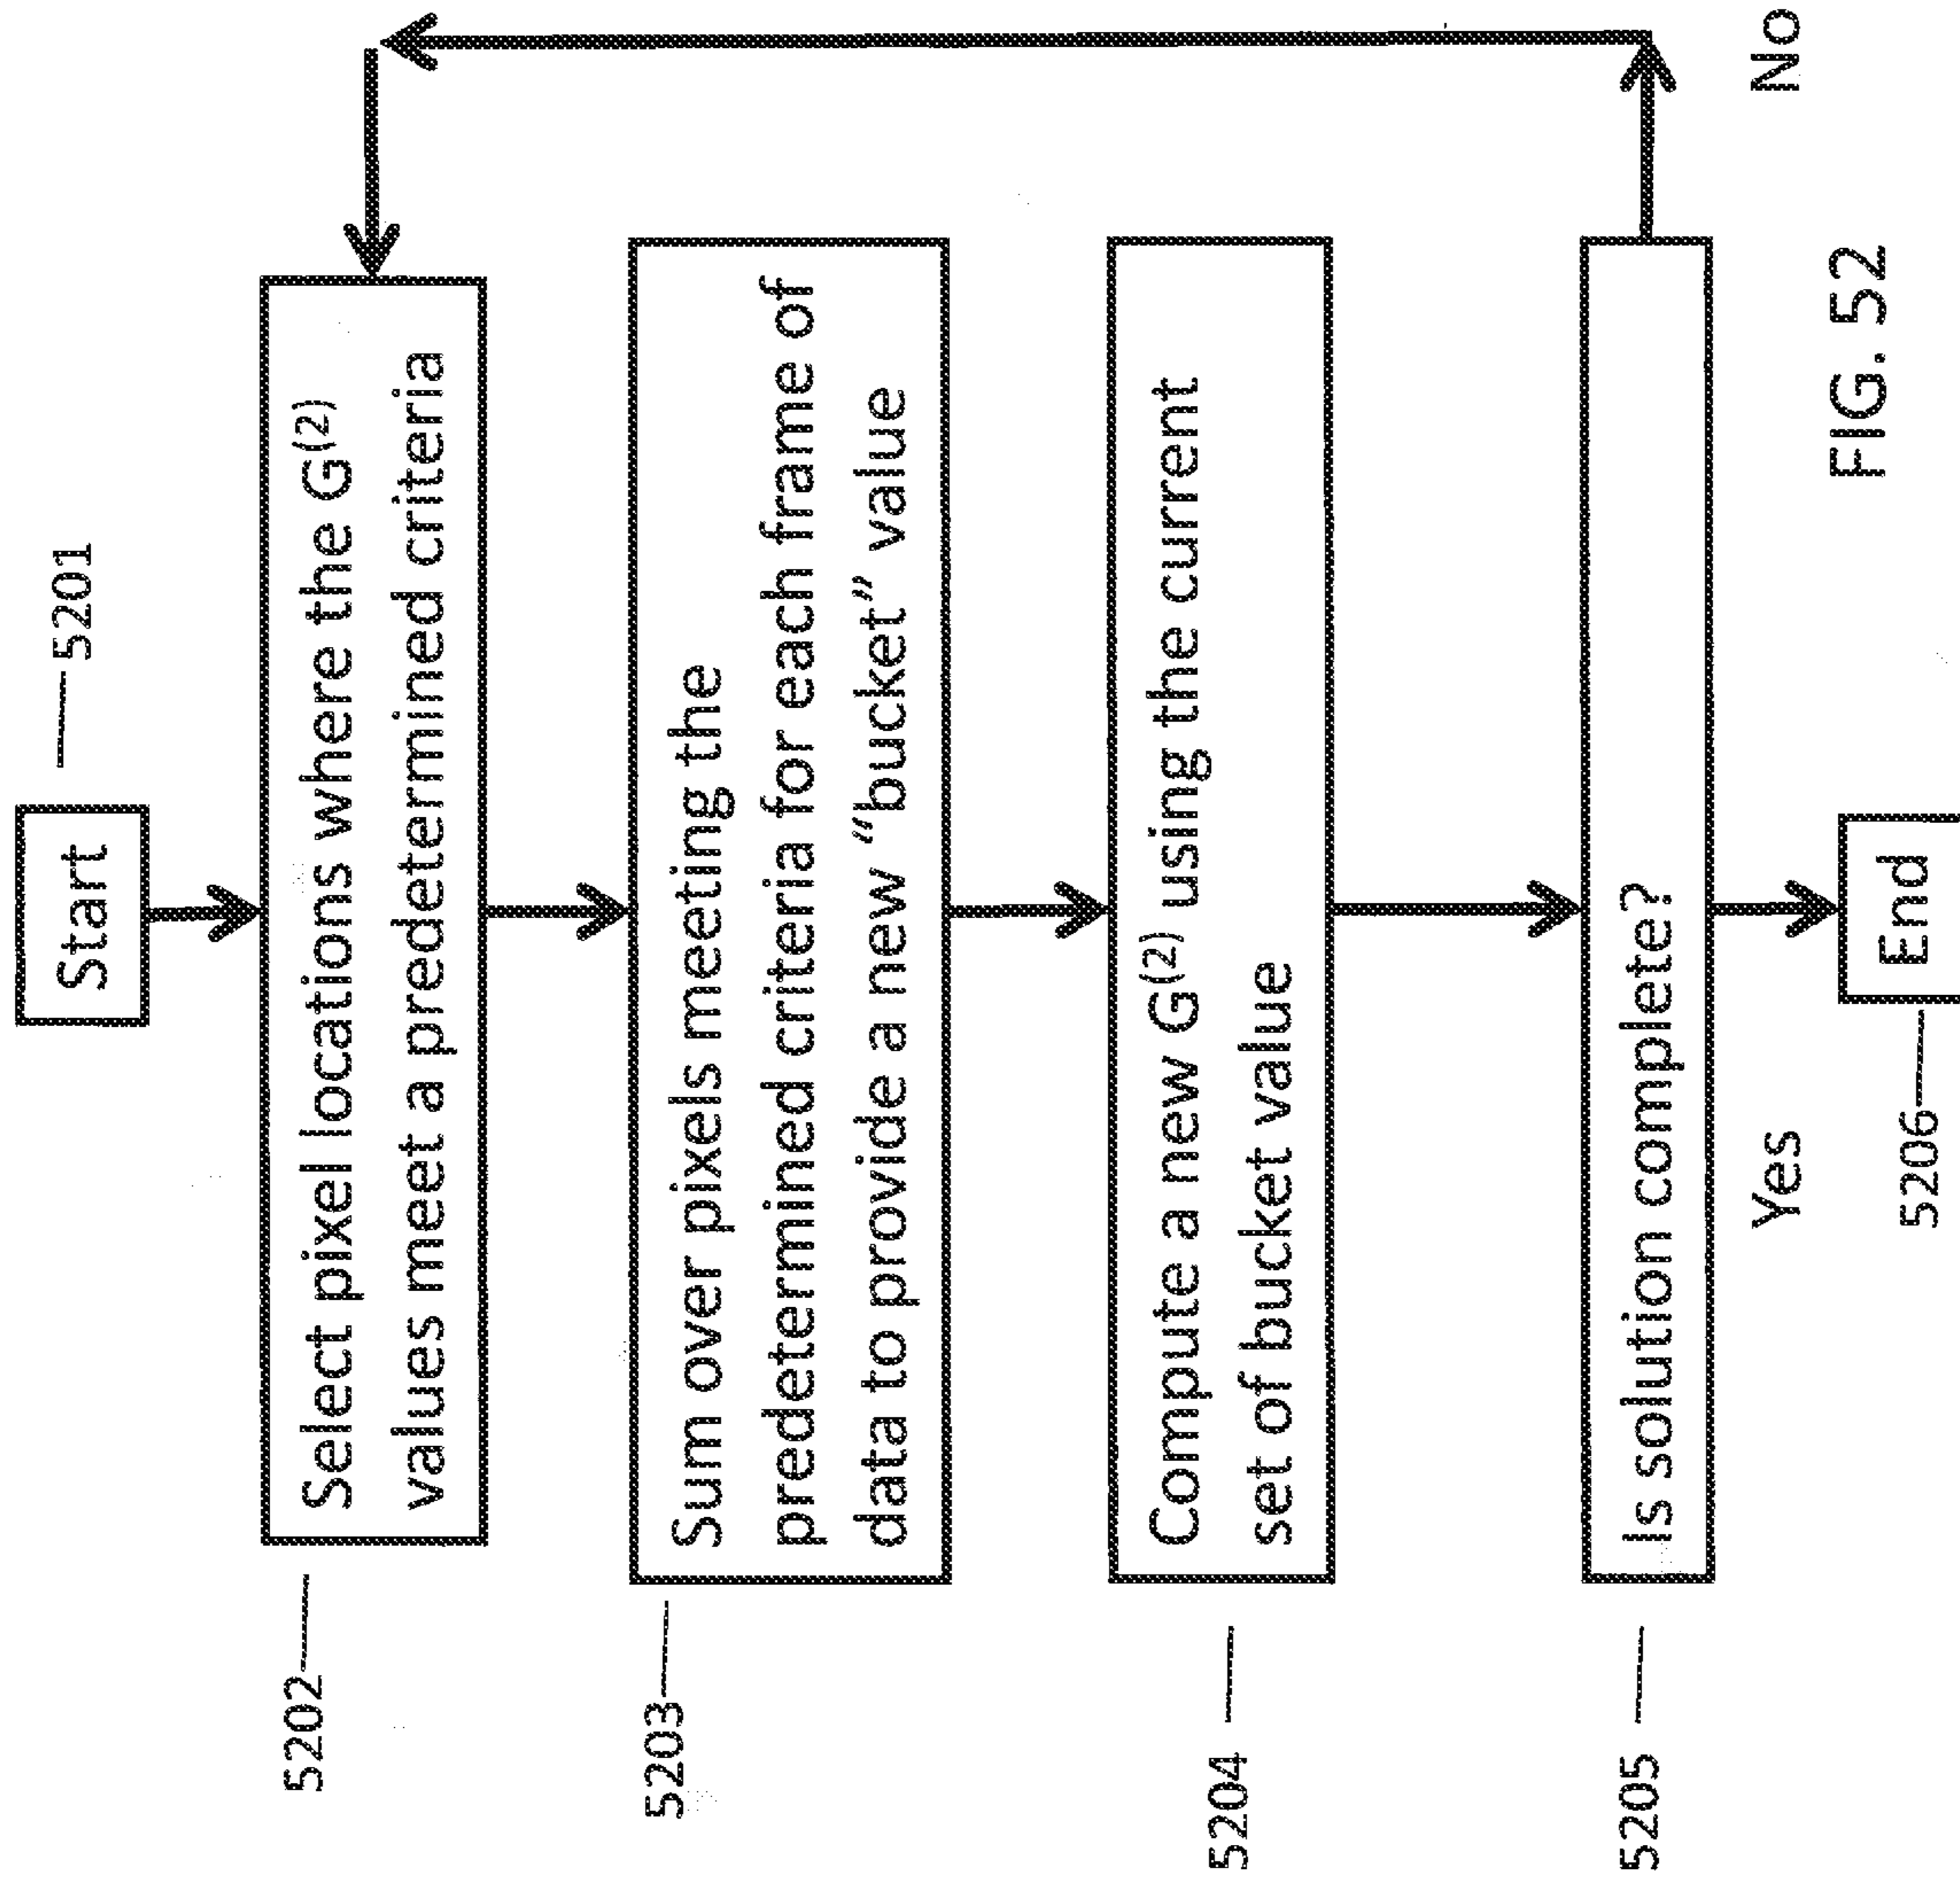 Start
5201
5202
Select pixel locations where the G⁽²⁾
values meet a predetermined criteria
5203
Sum over pixels meeting the
predetermined criteria for each frame of
data to provide a new “bucket” value
5204
Compute a new G⁽²⁾ using the current
set of bucket value
5205
Is solution complete?
Yes
No
5206
End
FIG. 52